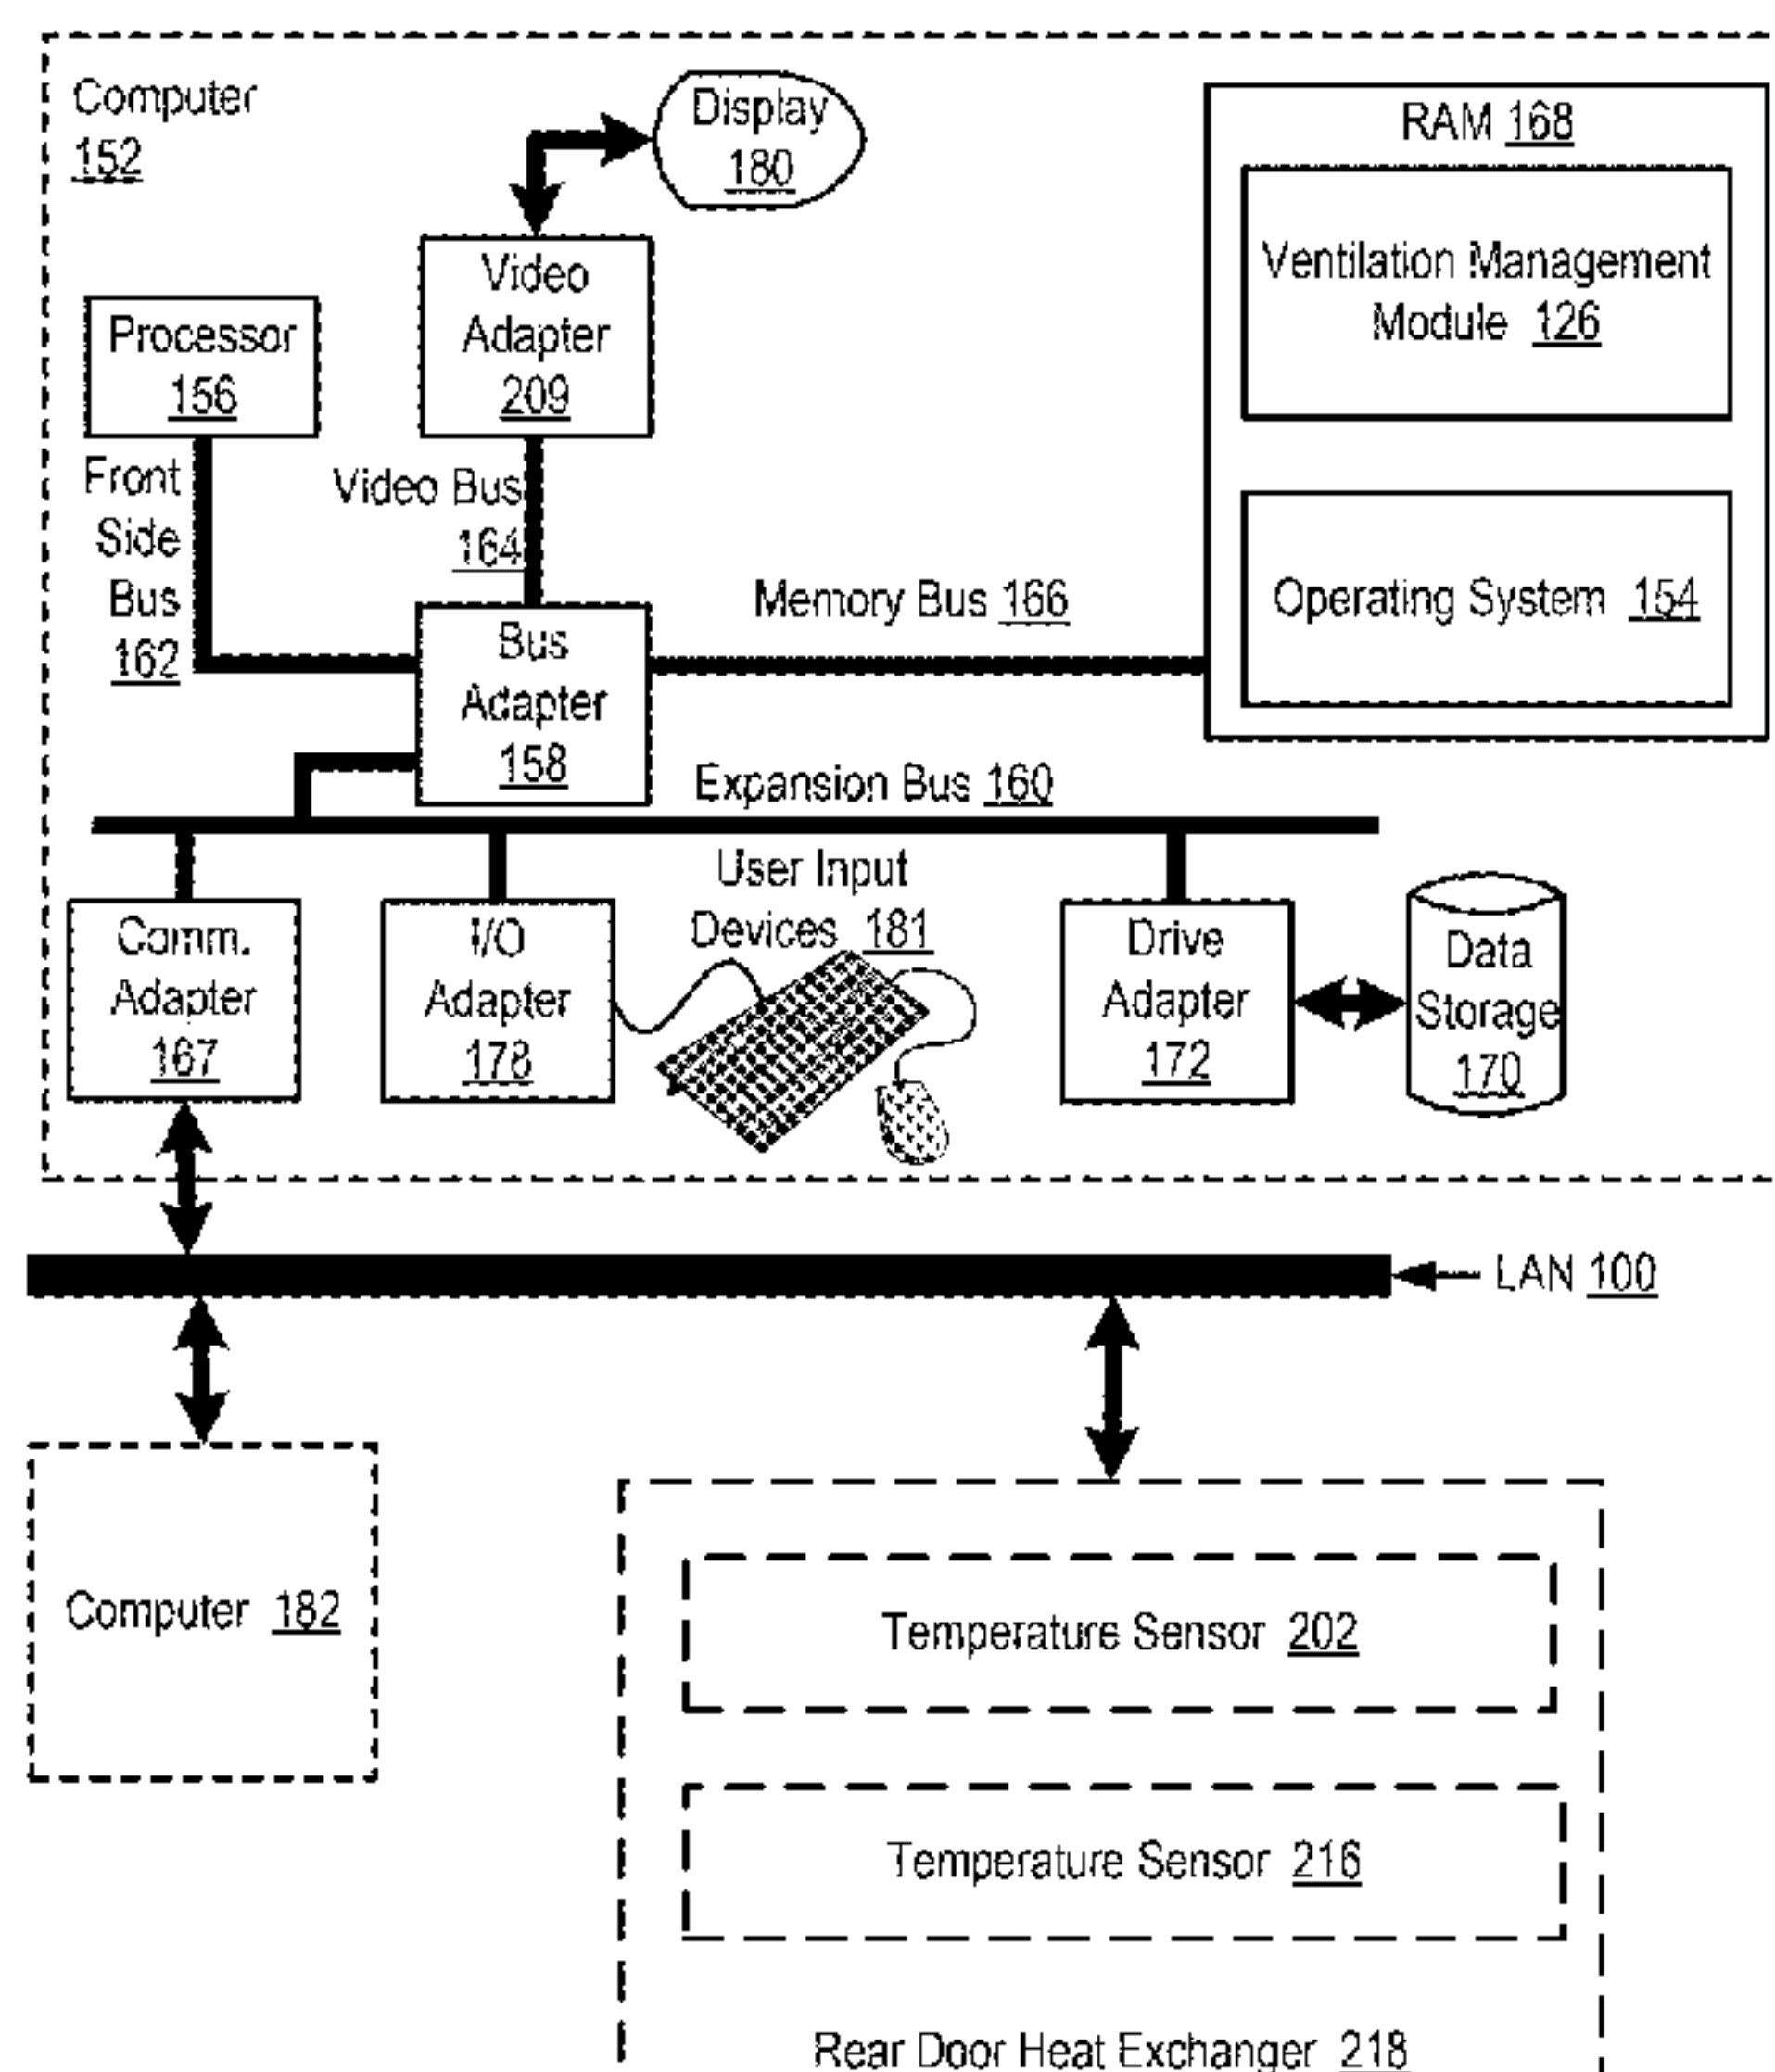 Computer
152
Display
180
RAM 168
Ventilation Management
Module 126
Operating System 154
Video
Adapter
209
Processor
156
Front
Side
Bus
162
Video Bus
164
Memory Bus 166
Bus
Adapter
158
Expansion Bus 160
Comm.
Adapter
167
I/O
Adapter
178
User Input
Devices 181
Drive
Adapter
172
Data
Storage
170
LAN 100
Computer 182
Temperature Sensor 202
Temperature Sensor 216
Rear Door Heat Exchanger 218